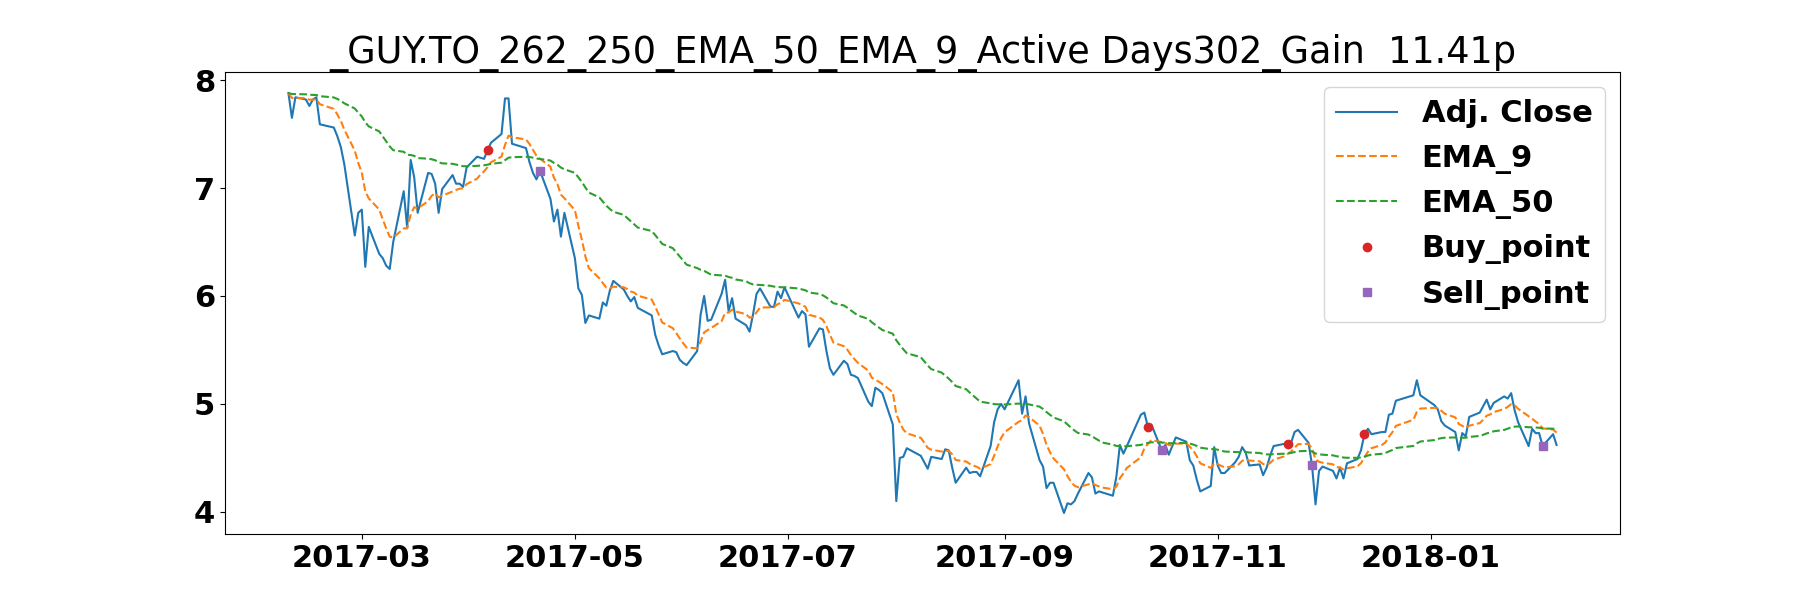 _GUY.TO_262_250_EMA_50_EMA_9_Active Days302_Gain  11.41p
8
7
6
5
4
Adj. Close
EMA_9
EMA_50
Buy_point
Sell_point
2017-03 2017-05 2017-07 2017-09 2017-11 2018-01